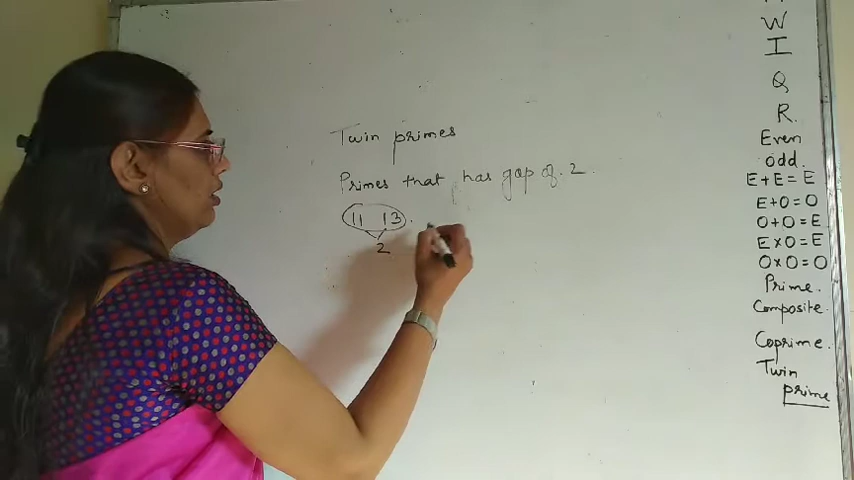 Twin primes
Primes that has gap of 2.
11 13.
2
W
I
Q
R.
Even
odd.
E+E=E
E+O=O
O+O=E
E×O=E
O×O=O
Prime.
Composite.
Coprime.
Twin
prime